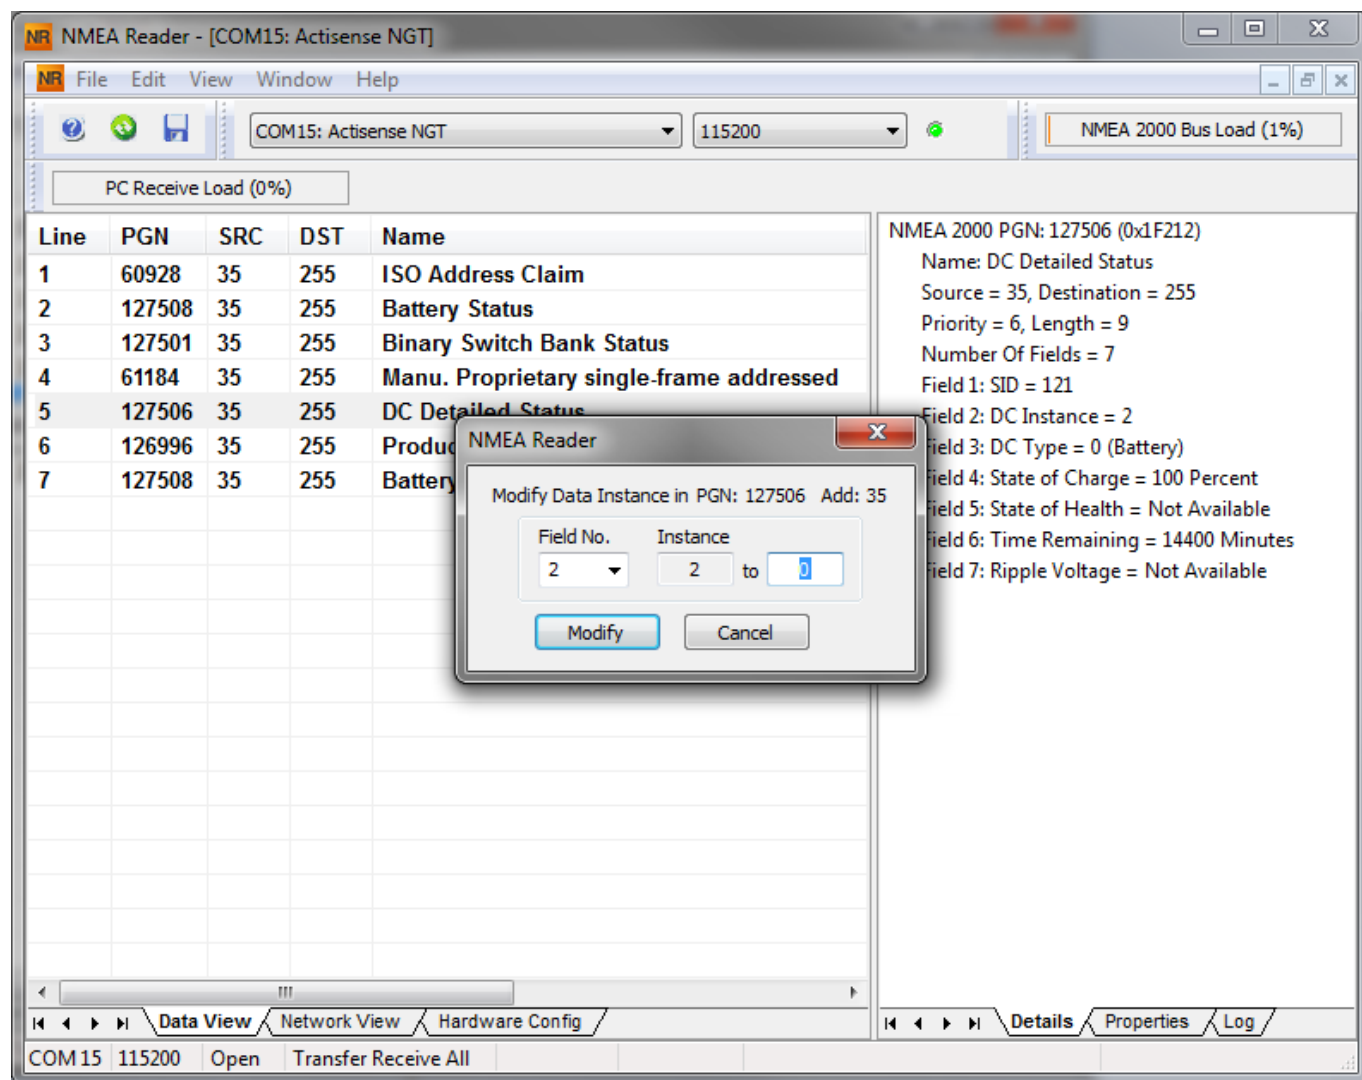 NR NMEA Reader - [COM15: Actisense NGT]
NR File Edit View Window Help
COM15: Actisense NGT 115200 NMEA 2000 Bus Load (1%)
PC Receive Load (0%)
Line PGN SRC DST Name
1 60928 35 255 ISO Address Claim
2 127508 35 255 Battery Status
3 127501 35 255 Binary Switch Bank Status
4 61184 35 255 Manu. Proprietary single-frame addressed
5 127506 35 255 DC Detailed Status
6 126996 35 255 Produc
7 127508 35 255 Battery
NMEA Reader
Modify Data Instance in PGN: 127506 Add: 35
Field No. Instance
2 2 to 0
Modify Cancel
NMEA 2000 PGN: 127506 (0x1F212)
Name: DC Detailed Status
Source = 35, Destination = 255
Priority = 6, Length = 9
Number Of Fields = 7
Field 1: SID = 121
Field 2: DC Instance = 2
Field 3: DC Type = 0 (Battery)
Field 4: State of Charge = 100 Percent
Field 5: State of Health = Not Available
Field 6: Time Remaining = 14400 Minutes
Field 7: Ripple Voltage = Not Available
Data View Network View Hardware Config
Details Properties Log
COM 15 115200 Open Transfer Receive All